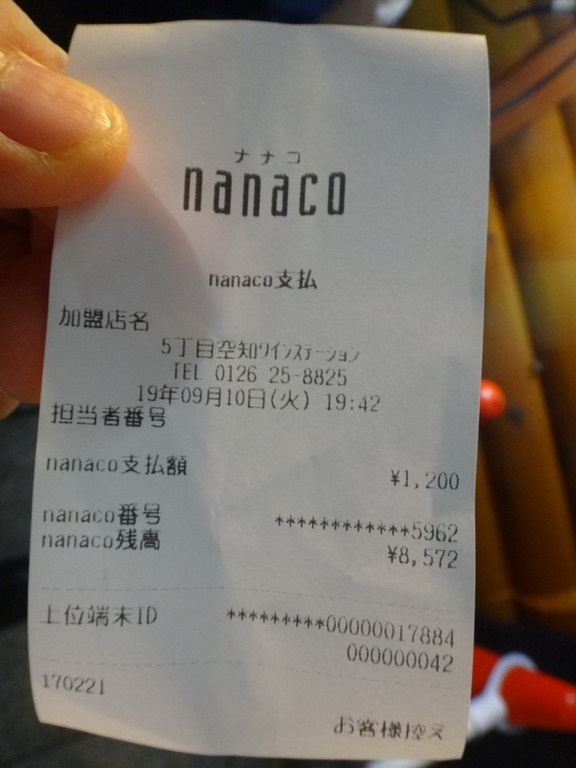 ナナコ
nanaco
nanaco支払
加盟店名
5丁目空知ワインステーション
TEL 0126-25-8825
19年09月10日(火) 19:42
担当者番号
nanaco支払額 ¥1,200
nanaco番号 ************5962
nanaco残高 ¥8,572
上位端末ID *********00000017884
000000042
170221
お客様控え